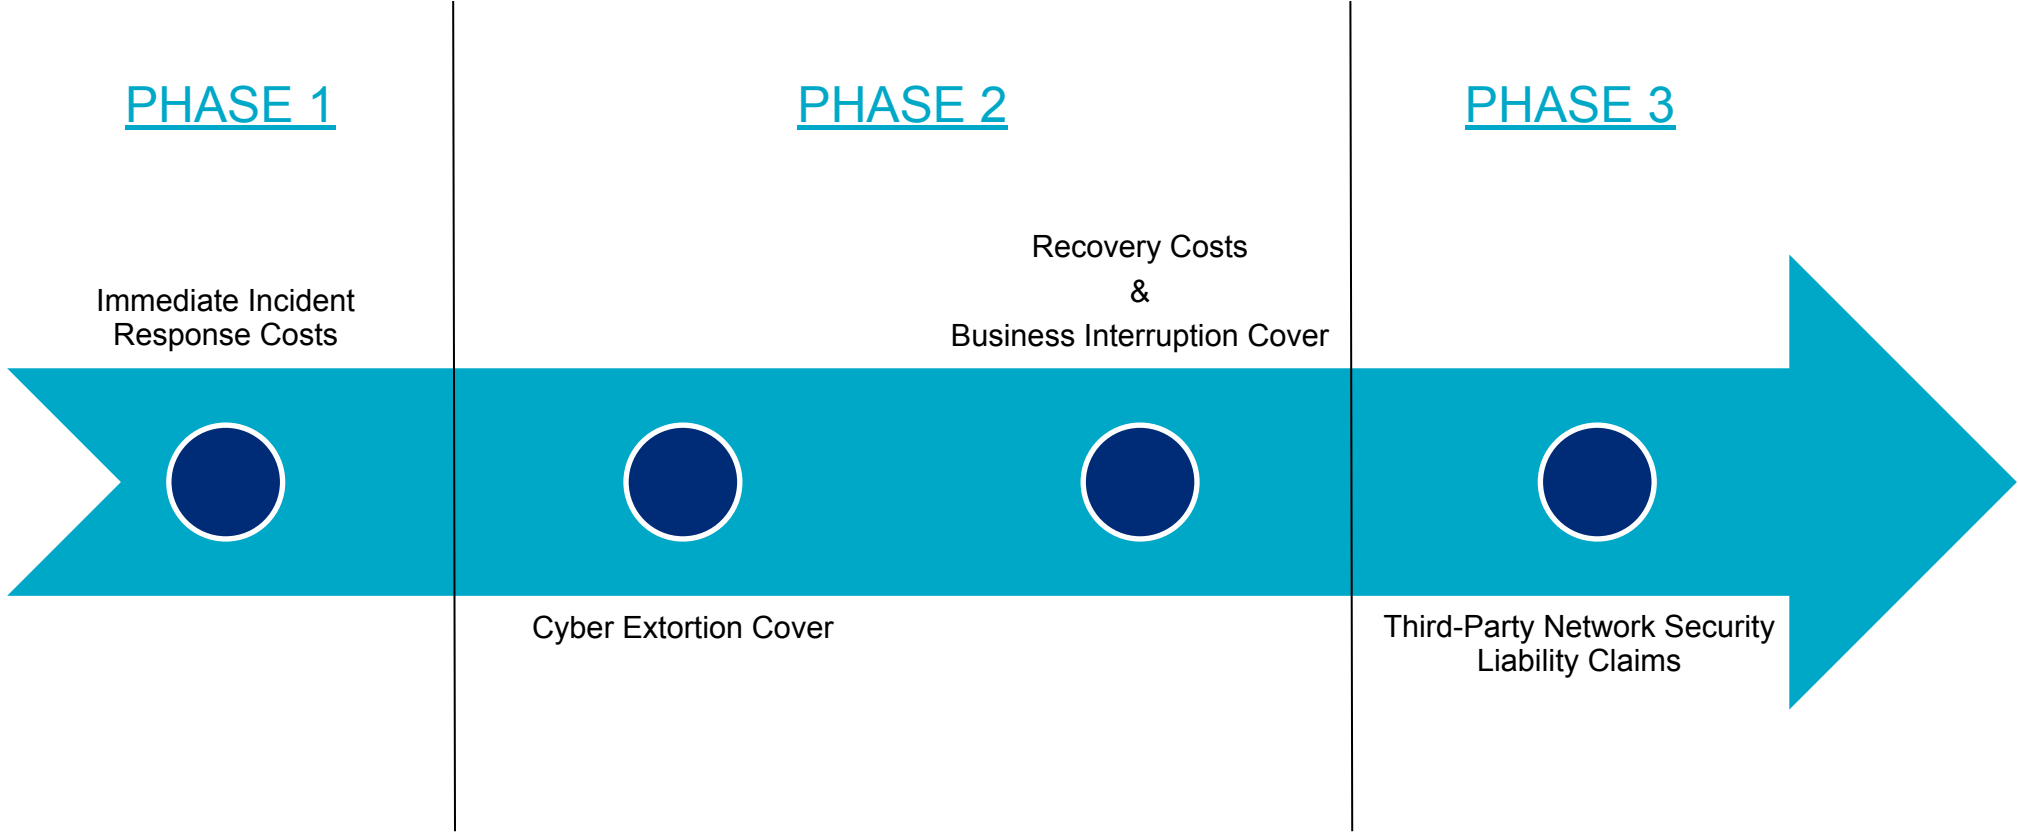 PHASE 1
PHASE 2
PHASE 3
Immediate Incident
Response Costs
Cyber Extortion Cover
Recovery Costs
&
Business Interruption Cover
Third-Party Network Security
Liability Claims